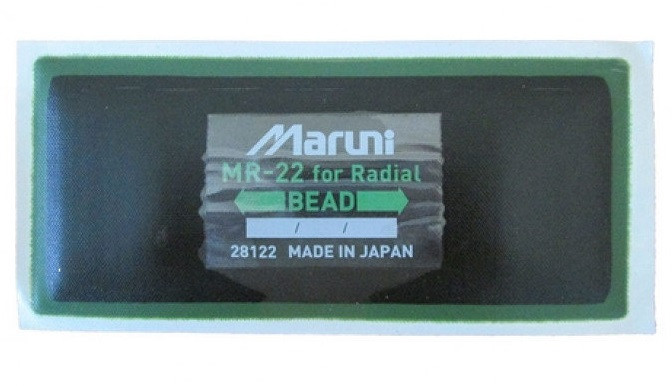 Maruni
MR-22 for Radial
BEAD
/ /
28122 MADE IN JAPAN